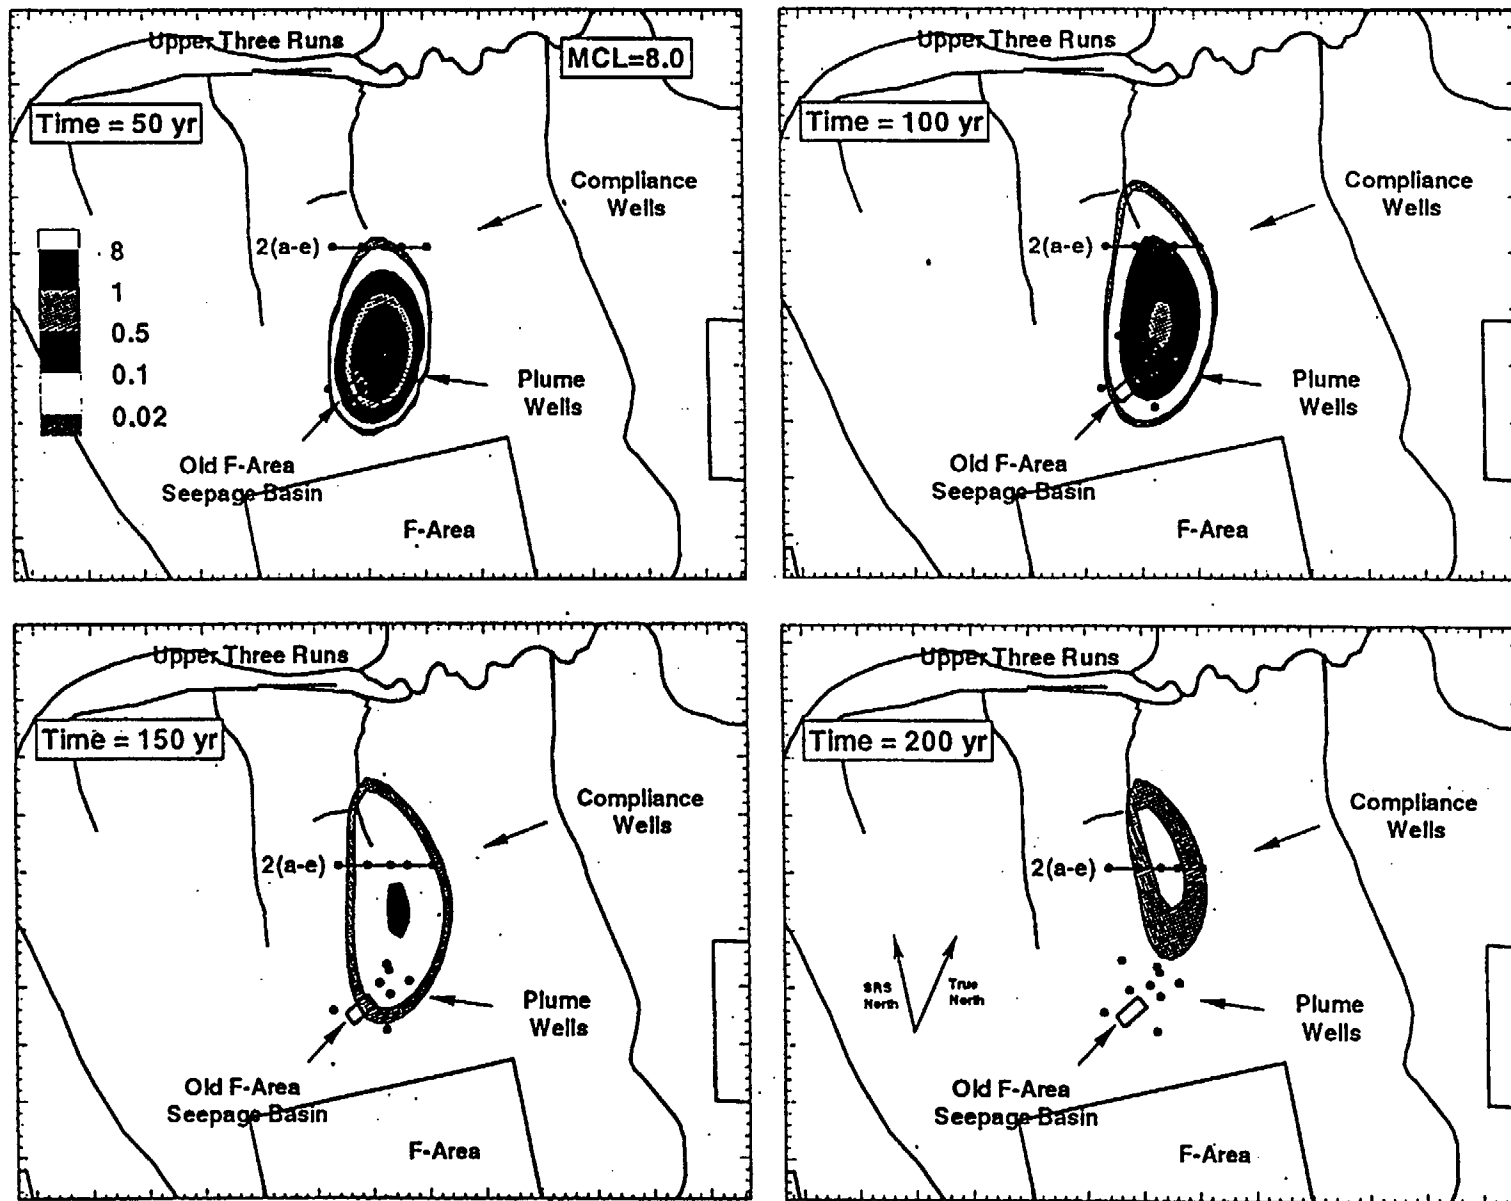 Upper Three Runs
MCL=8.0
Time = 50 yr
Compliance
Wells
2(a-e)
8
1
0.5
0.1
0.02
Plume
Wells
Old F-Area
Seepage Basin
F-Area
Upper Three Runs
Time = 100 yr
Compliance
Wells
2(a-e)
Plume
Wells
Old F-Area
Seepage Basin
F-Area
Upper Three Runs
Time = 150 yr
Compliance
Wells
2(a-e)
Plume
Wells
Old F-Area
Seepage Basin
F-Area
Upper Three Runs
Time = 200 yr
Compliance
Wells
2(a-e)
SRS
North
True
North
Plume
Wells
Old F-Area
Seepage Basin
F-Area